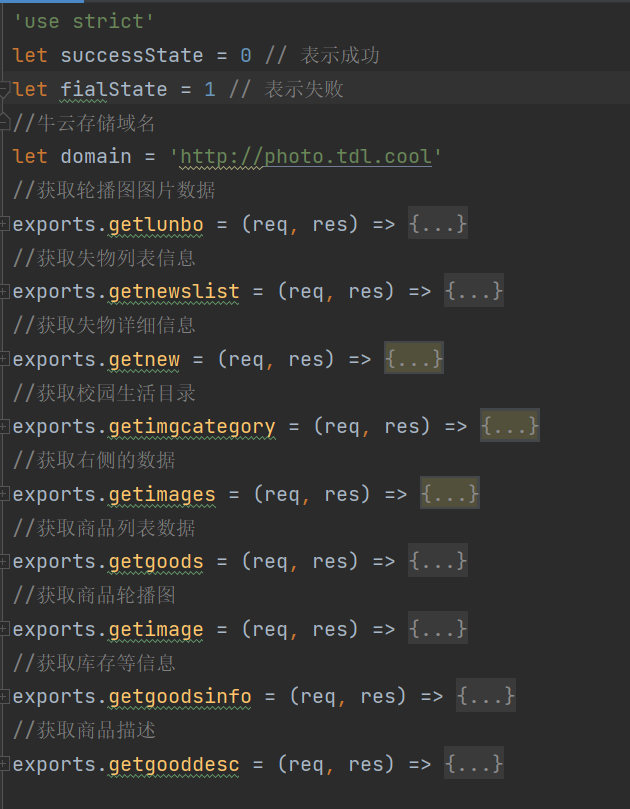 'use strict'
let successState = 0 // 表示成功
let fialState = 1 // 表示失败
//牛云存储域名
let domain = 'http://photo.tdl.cool'
//获取轮播图图片数据
exports.getlunbo = (req, res) => {...}
//获取失物列表信息
exports.getnewslist = (req, res) => {...}
//获取失物详细信息
exports.getnew = (req, res) => {...}
//获取校园生活目录
exports.getimgcategory = (req, res) => {...}
//获取右侧的数据
exports.getimages = (req, res) => {...}
//获取商品列表数据
exports.getgoods = (req, res) => {...}
//获取商品轮播图
exports.getimage = (req, res) => {...}
//获取库存等信息
exports.getgoodsinfo = (req, res) => {...}
//获取商品描述
exports.getgooddesc = (req, res) => {...}